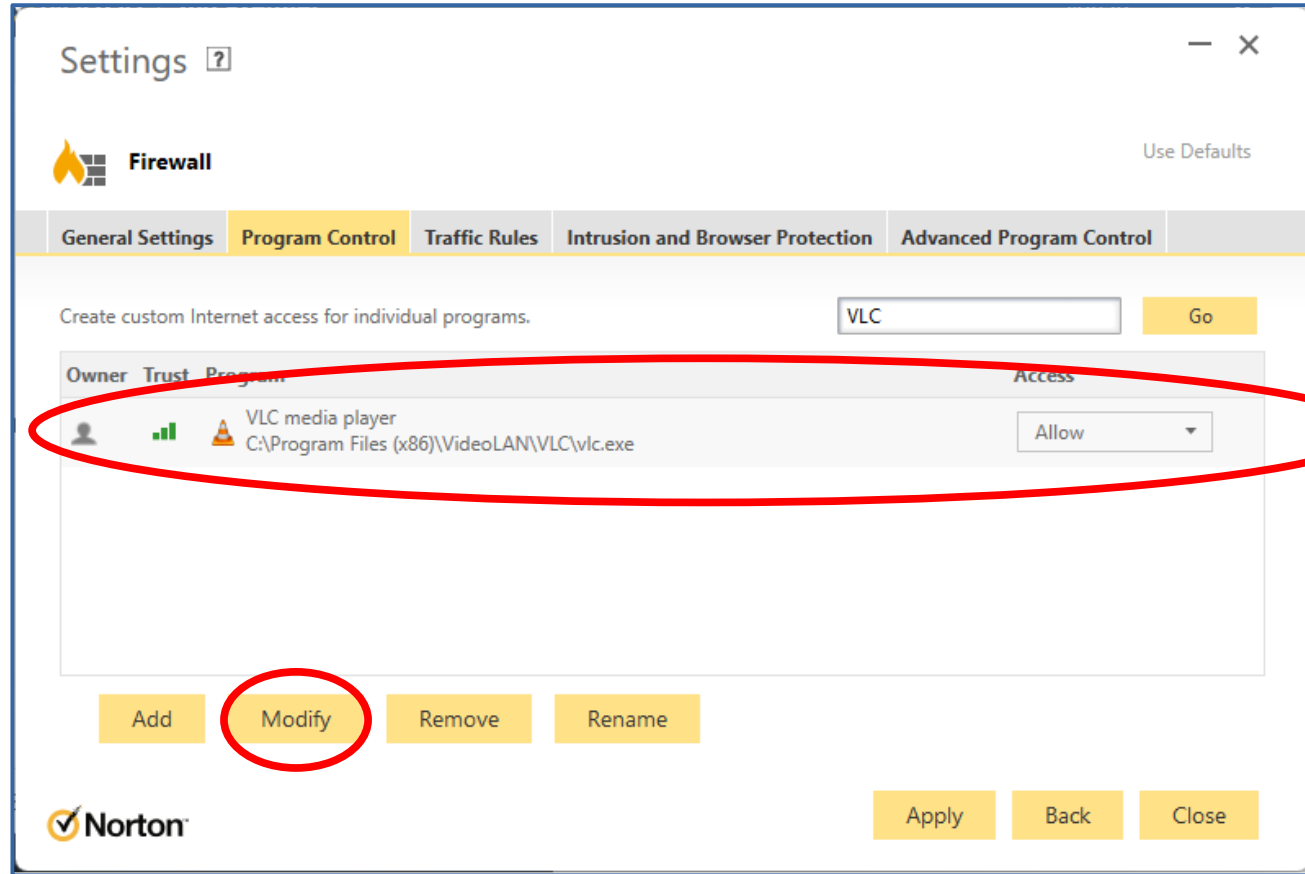 Settings ?
Firewall
Use Defaults
General Settings Program Control Traffic Rules Intrusion and Browser Protection Advanced Program Control
Create custom Internet access for individual programs. VLC Go
Owner Trust Program Access
VLC media player
C:\Program Files (x86)\VideoLAN\VLC\vlc.exe
Allow
Add Modify Remove Rename
Norton
Apply Back Close